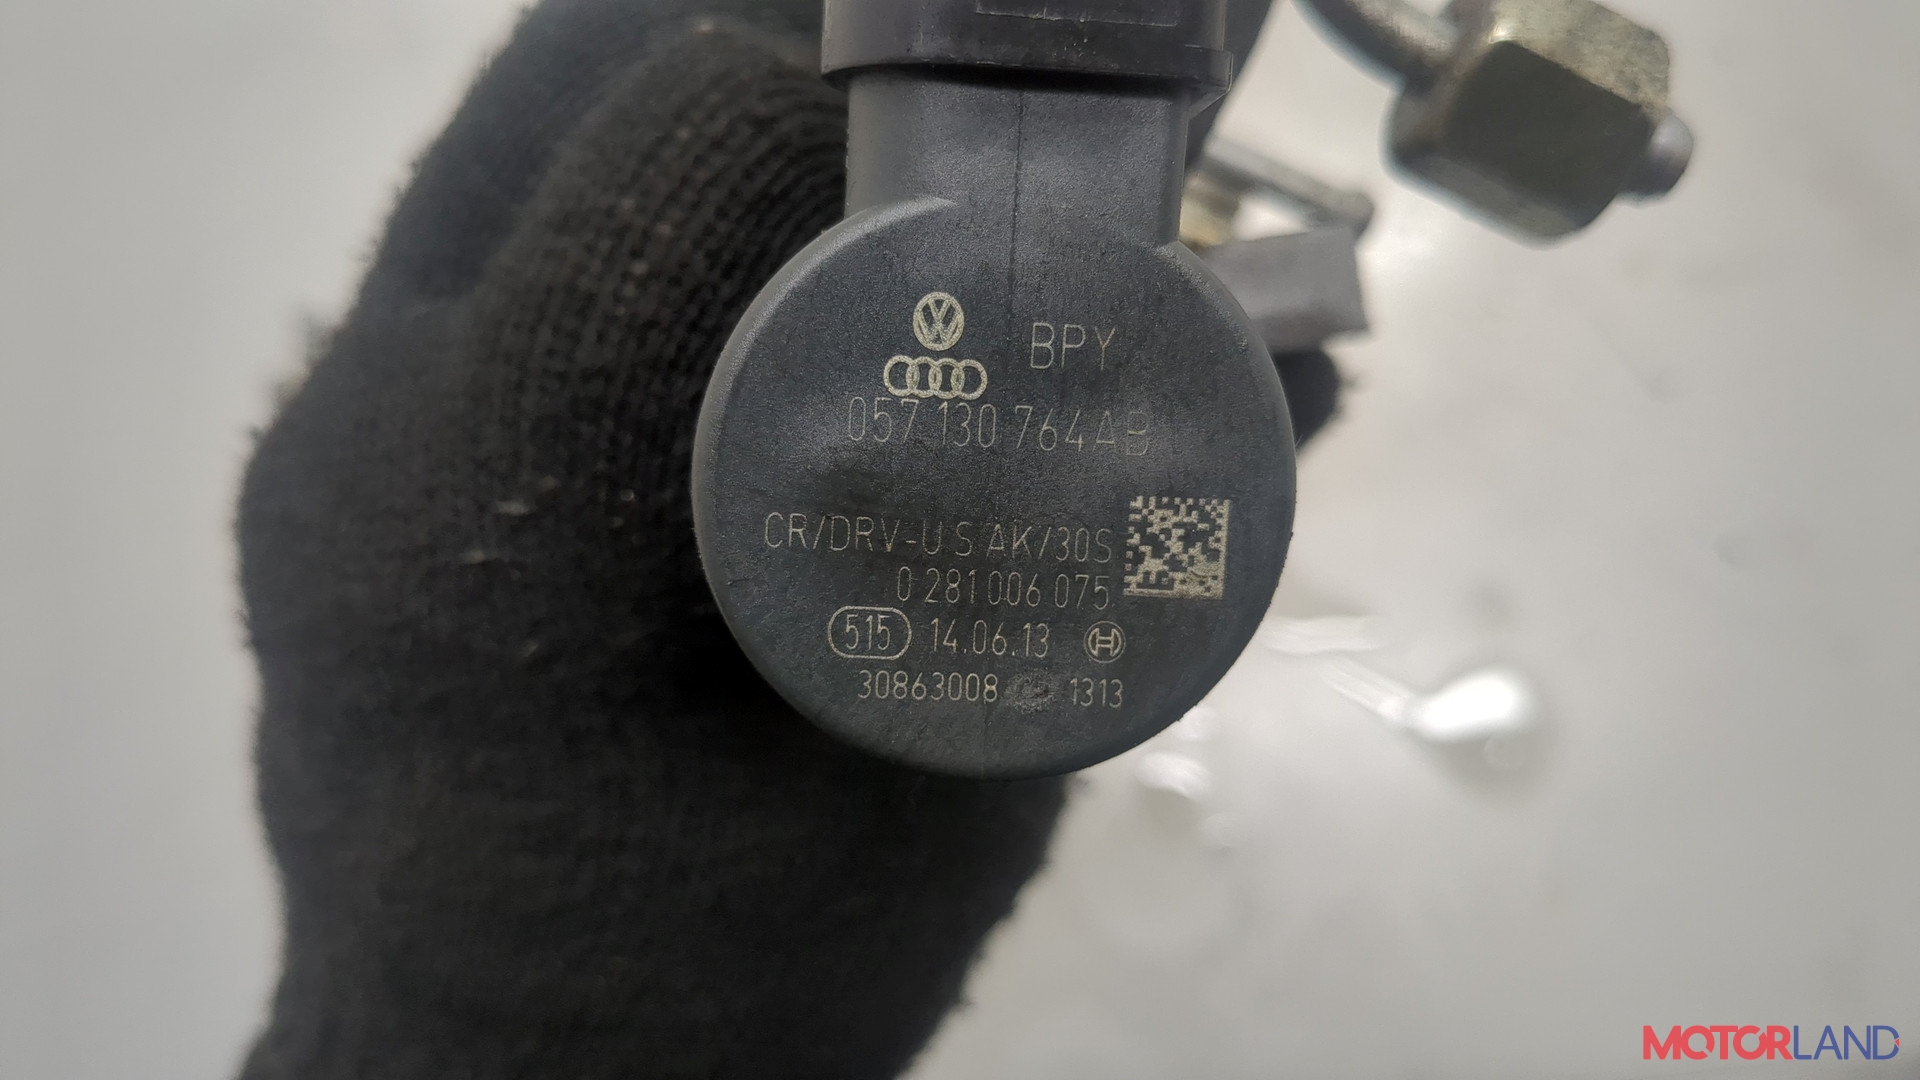 BPY
057 130 764AB
CR/DRV-U S AK/30S
0 281 006 075
515 14.06.13
30863008 1313
MOTORLAND